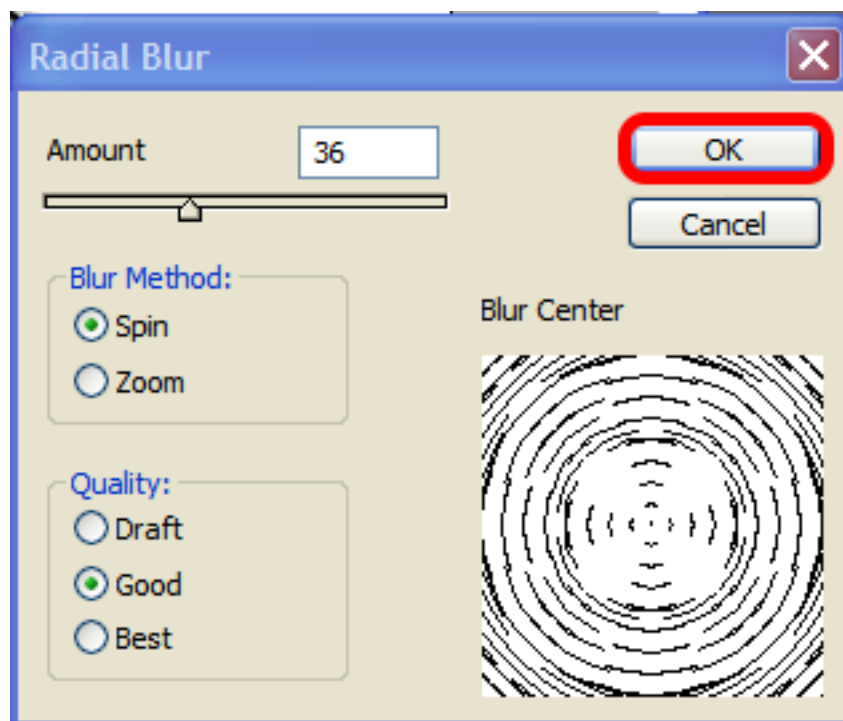 Radial Blur
Amount 36
OK
Cancel
Blur Method:
Spin
Zoom
Blur Center
Quality:
Draft
Good
Best